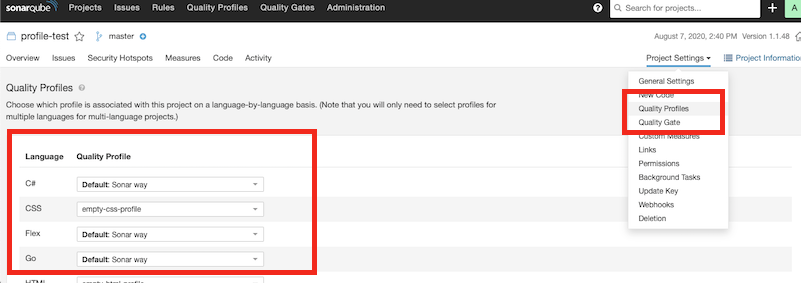 sonarqube Projects Issues Rules Quality Profiles Quality Gates Administration ? Search for projects... + A
profile-test master August 7, 2020, 2:40 PM Version 1.1.48
Overview Issues Security Hotspots Measures Code Activity Project Settings Project Information
General Settings
New Code
Quality Profiles
Quality Gate
Custom Measures
Links
Permissions
Background Tasks
Update Key
Webhooks
Deletion
Quality Profiles ?
Choose which profile is associated with this project on a language-by-language basis. (Note that you will only need to select profiles for
multiple languages for multi-language projects.)
Language Quality Profile
C# Default: Sonar way
CSS empty-css-profile
Flex Default: Sonar way
Go Default: Sonar way
HTML empty-html-profile